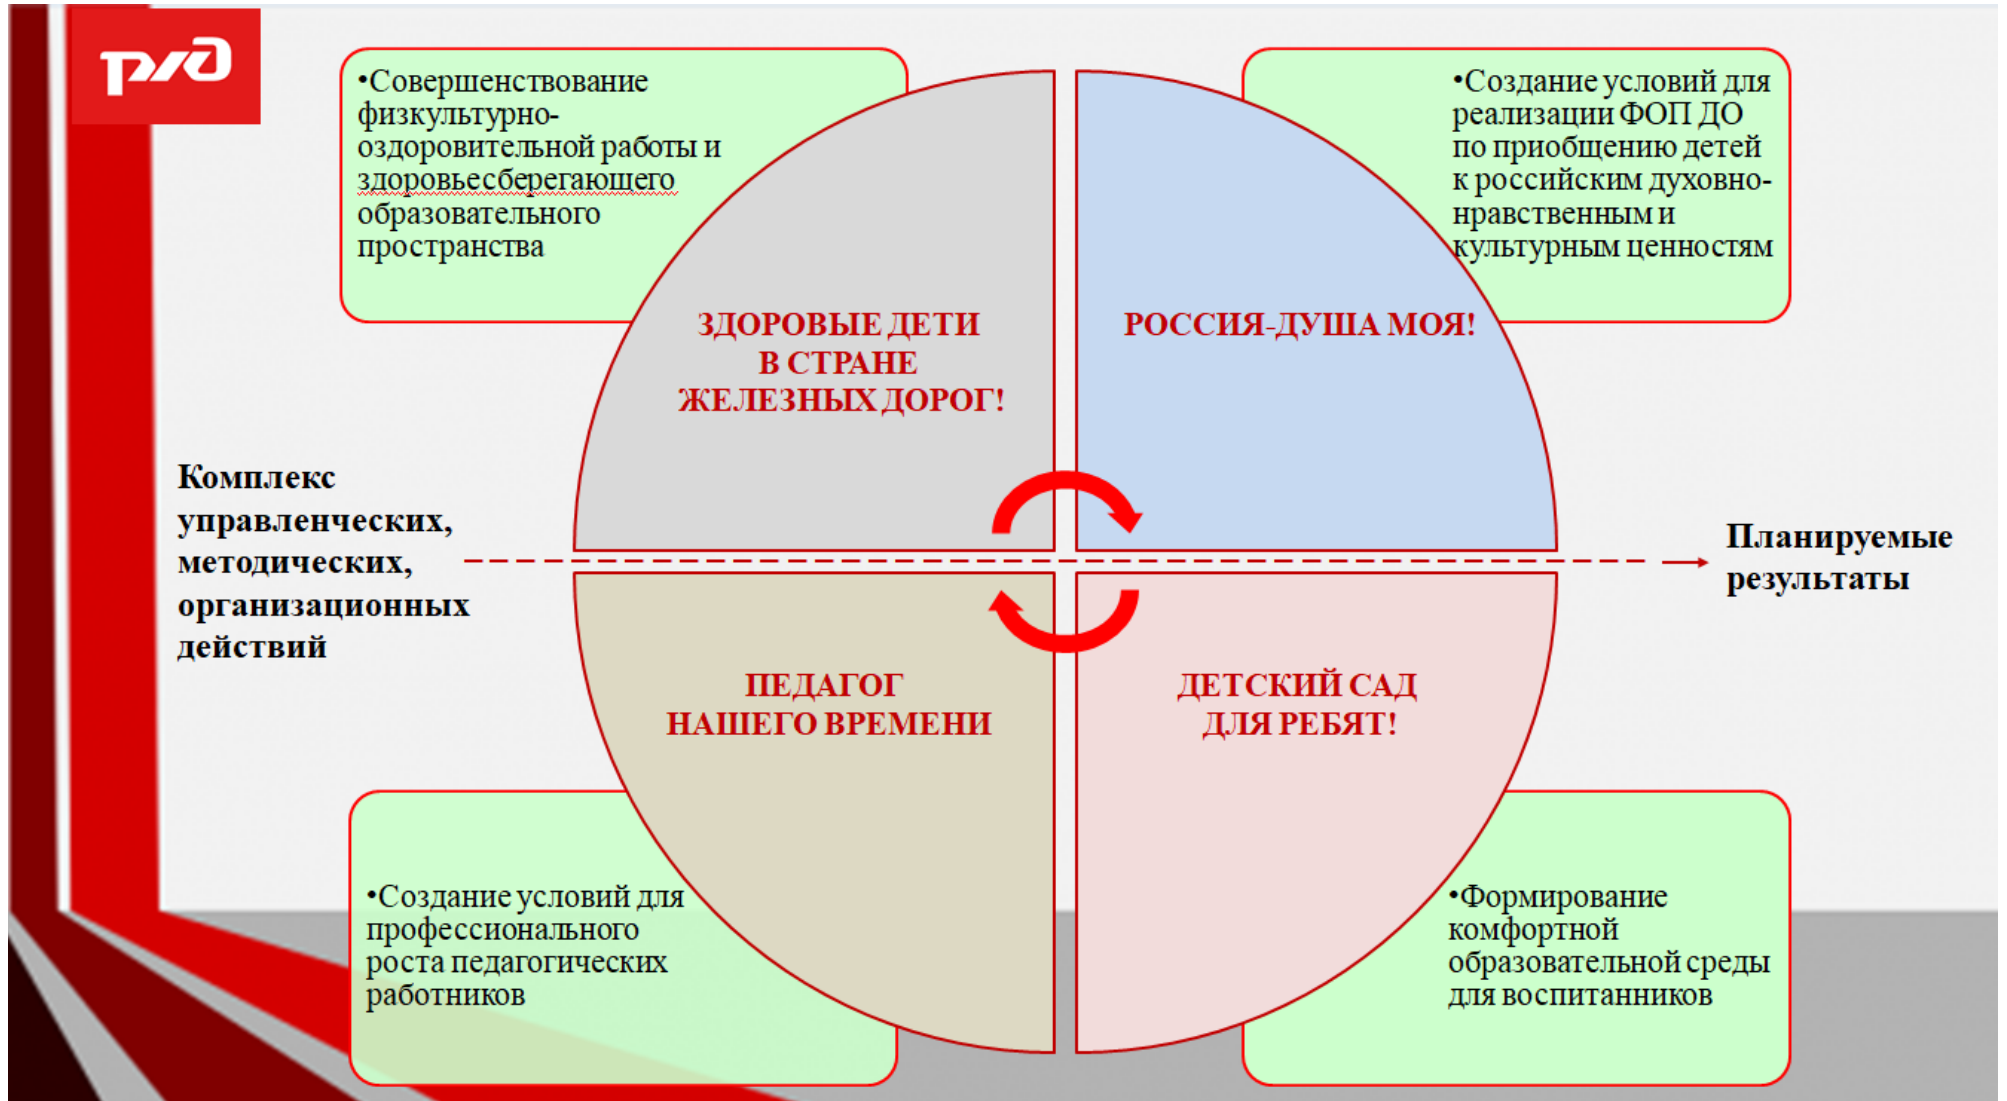 ржд
•Совершенствование
физкультурно-
оздоровительной работы и
здоровьесберегающего
образовательного
пространства
•Создание условий для
реализации ФОП ДО
по приобщению детей
к российским духовно-
нравственным и
культурным ценностям
ЗДОРОВЫЕ ДЕТИ
В СТРАНЕ
ЖЕЛЕЗНЫХ ДОРОГ!
РОССИЯ-ДУША МОЯ!
Комплекс
управленческих,
методических,
организационных
действий
Планируемые
результаты
ПЕДАГОГ
НАШЕГО ВРЕМЕНИ
ДЕТСКИЙ САД
ДЛЯ РЕБЯТ!
•Создание условий для
профессионального
роста педагогических
работников
•Формирование
комфортной
образовательной среды
для воспитанников